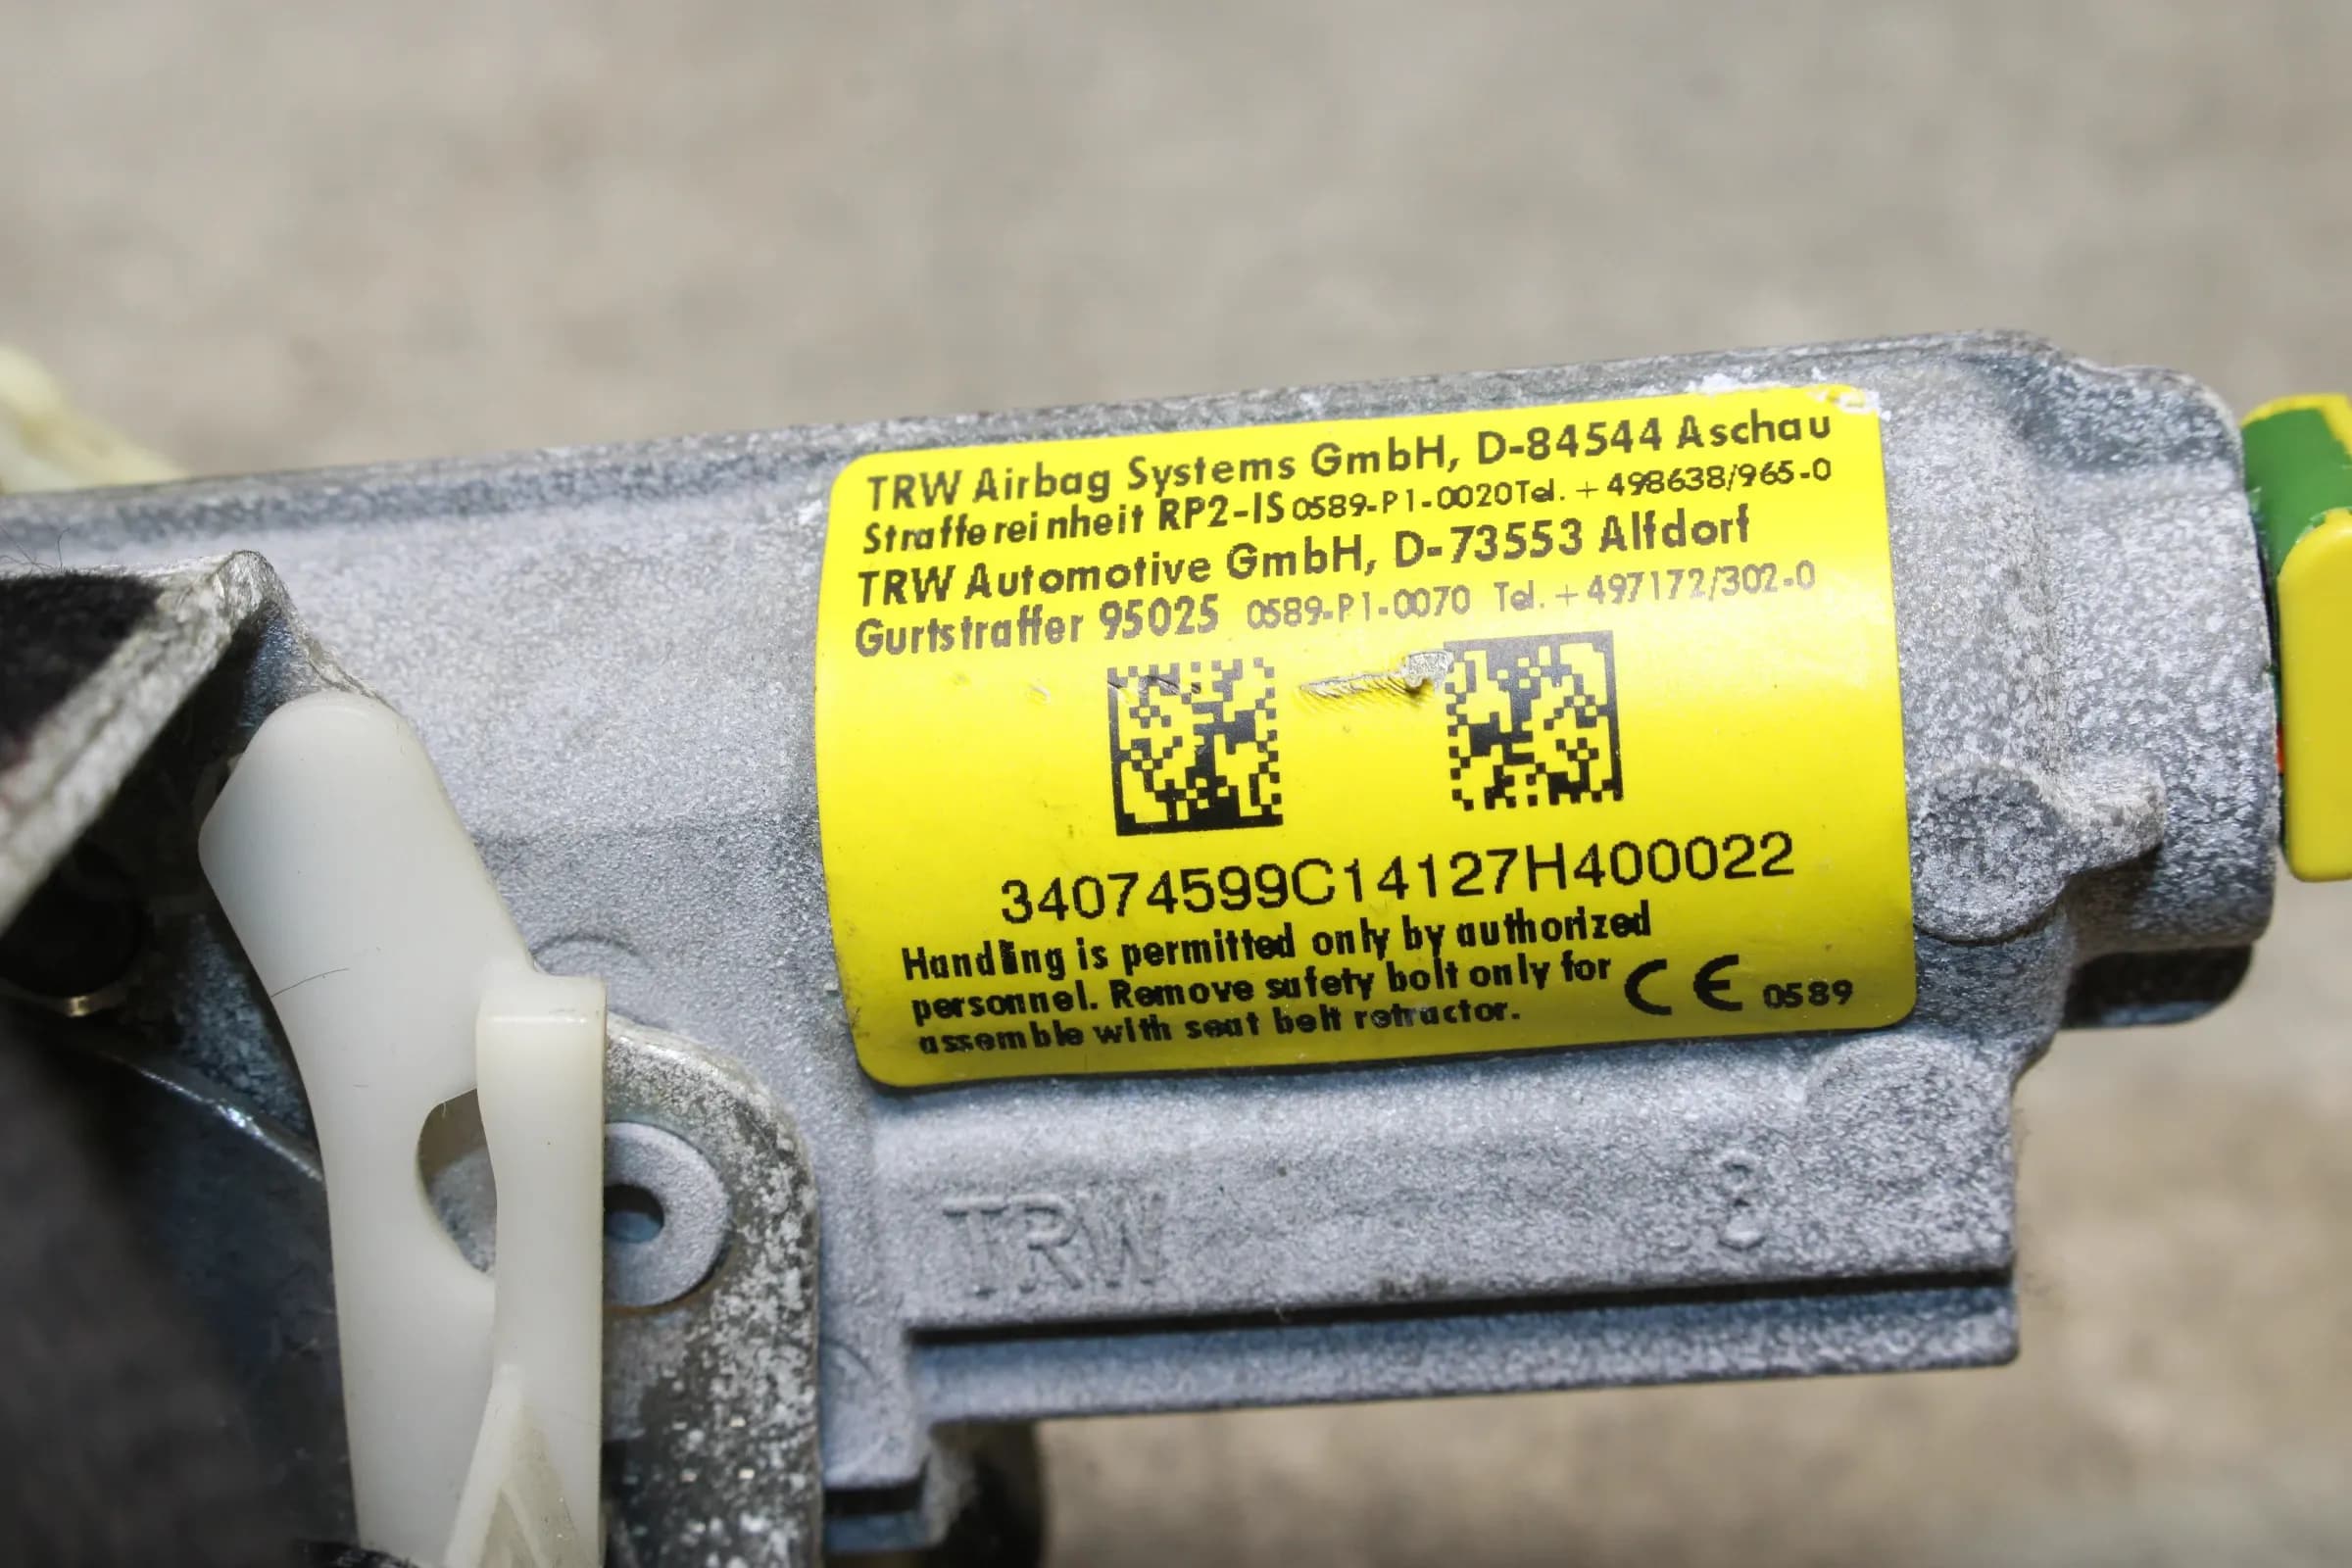 TRW Airbag Systems GmbH, D-84544 Aschau
Straffereinheit RP2-IS 0589-P1-0020 Tel. +498638/965-0
TRW Automotive GmbH, D-73553 Alfdorf
Gurtstraffer 95025 0589-P1-0070 Tel. +497172/302-0
34074599C14127H400022
Handling is permitted only by authorized
personnel. Remove safety bolt only for
assemble with seat belt retractor.
CE 0589
TRW 8